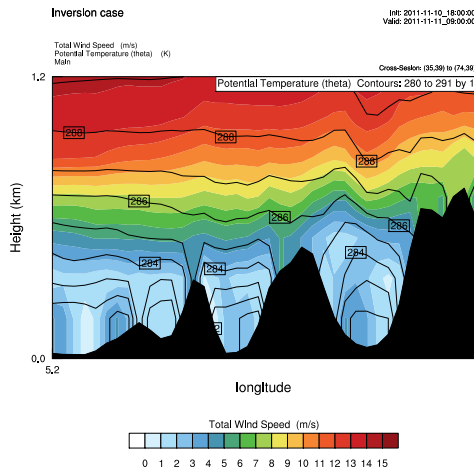 Inversion case
Init: 2011-11-10_18:00:00
Valid: 2011-11-11_09:00:00
Total Wind Speed (m/s)
Potential Temperature (theta) (K)
Main
Cross-Sesion: (35,39) to (74,39)
1.2
Potential Temperature (theta) Contours: 280 to 291 by 1
288
288
288
286
286
286
284
284
284
Height (km)
0.0
5.2
longitude
Total Wind Speed (m/s)
0 1 2 3 4 5 6 7 8 9 10 11 12 13 14 15